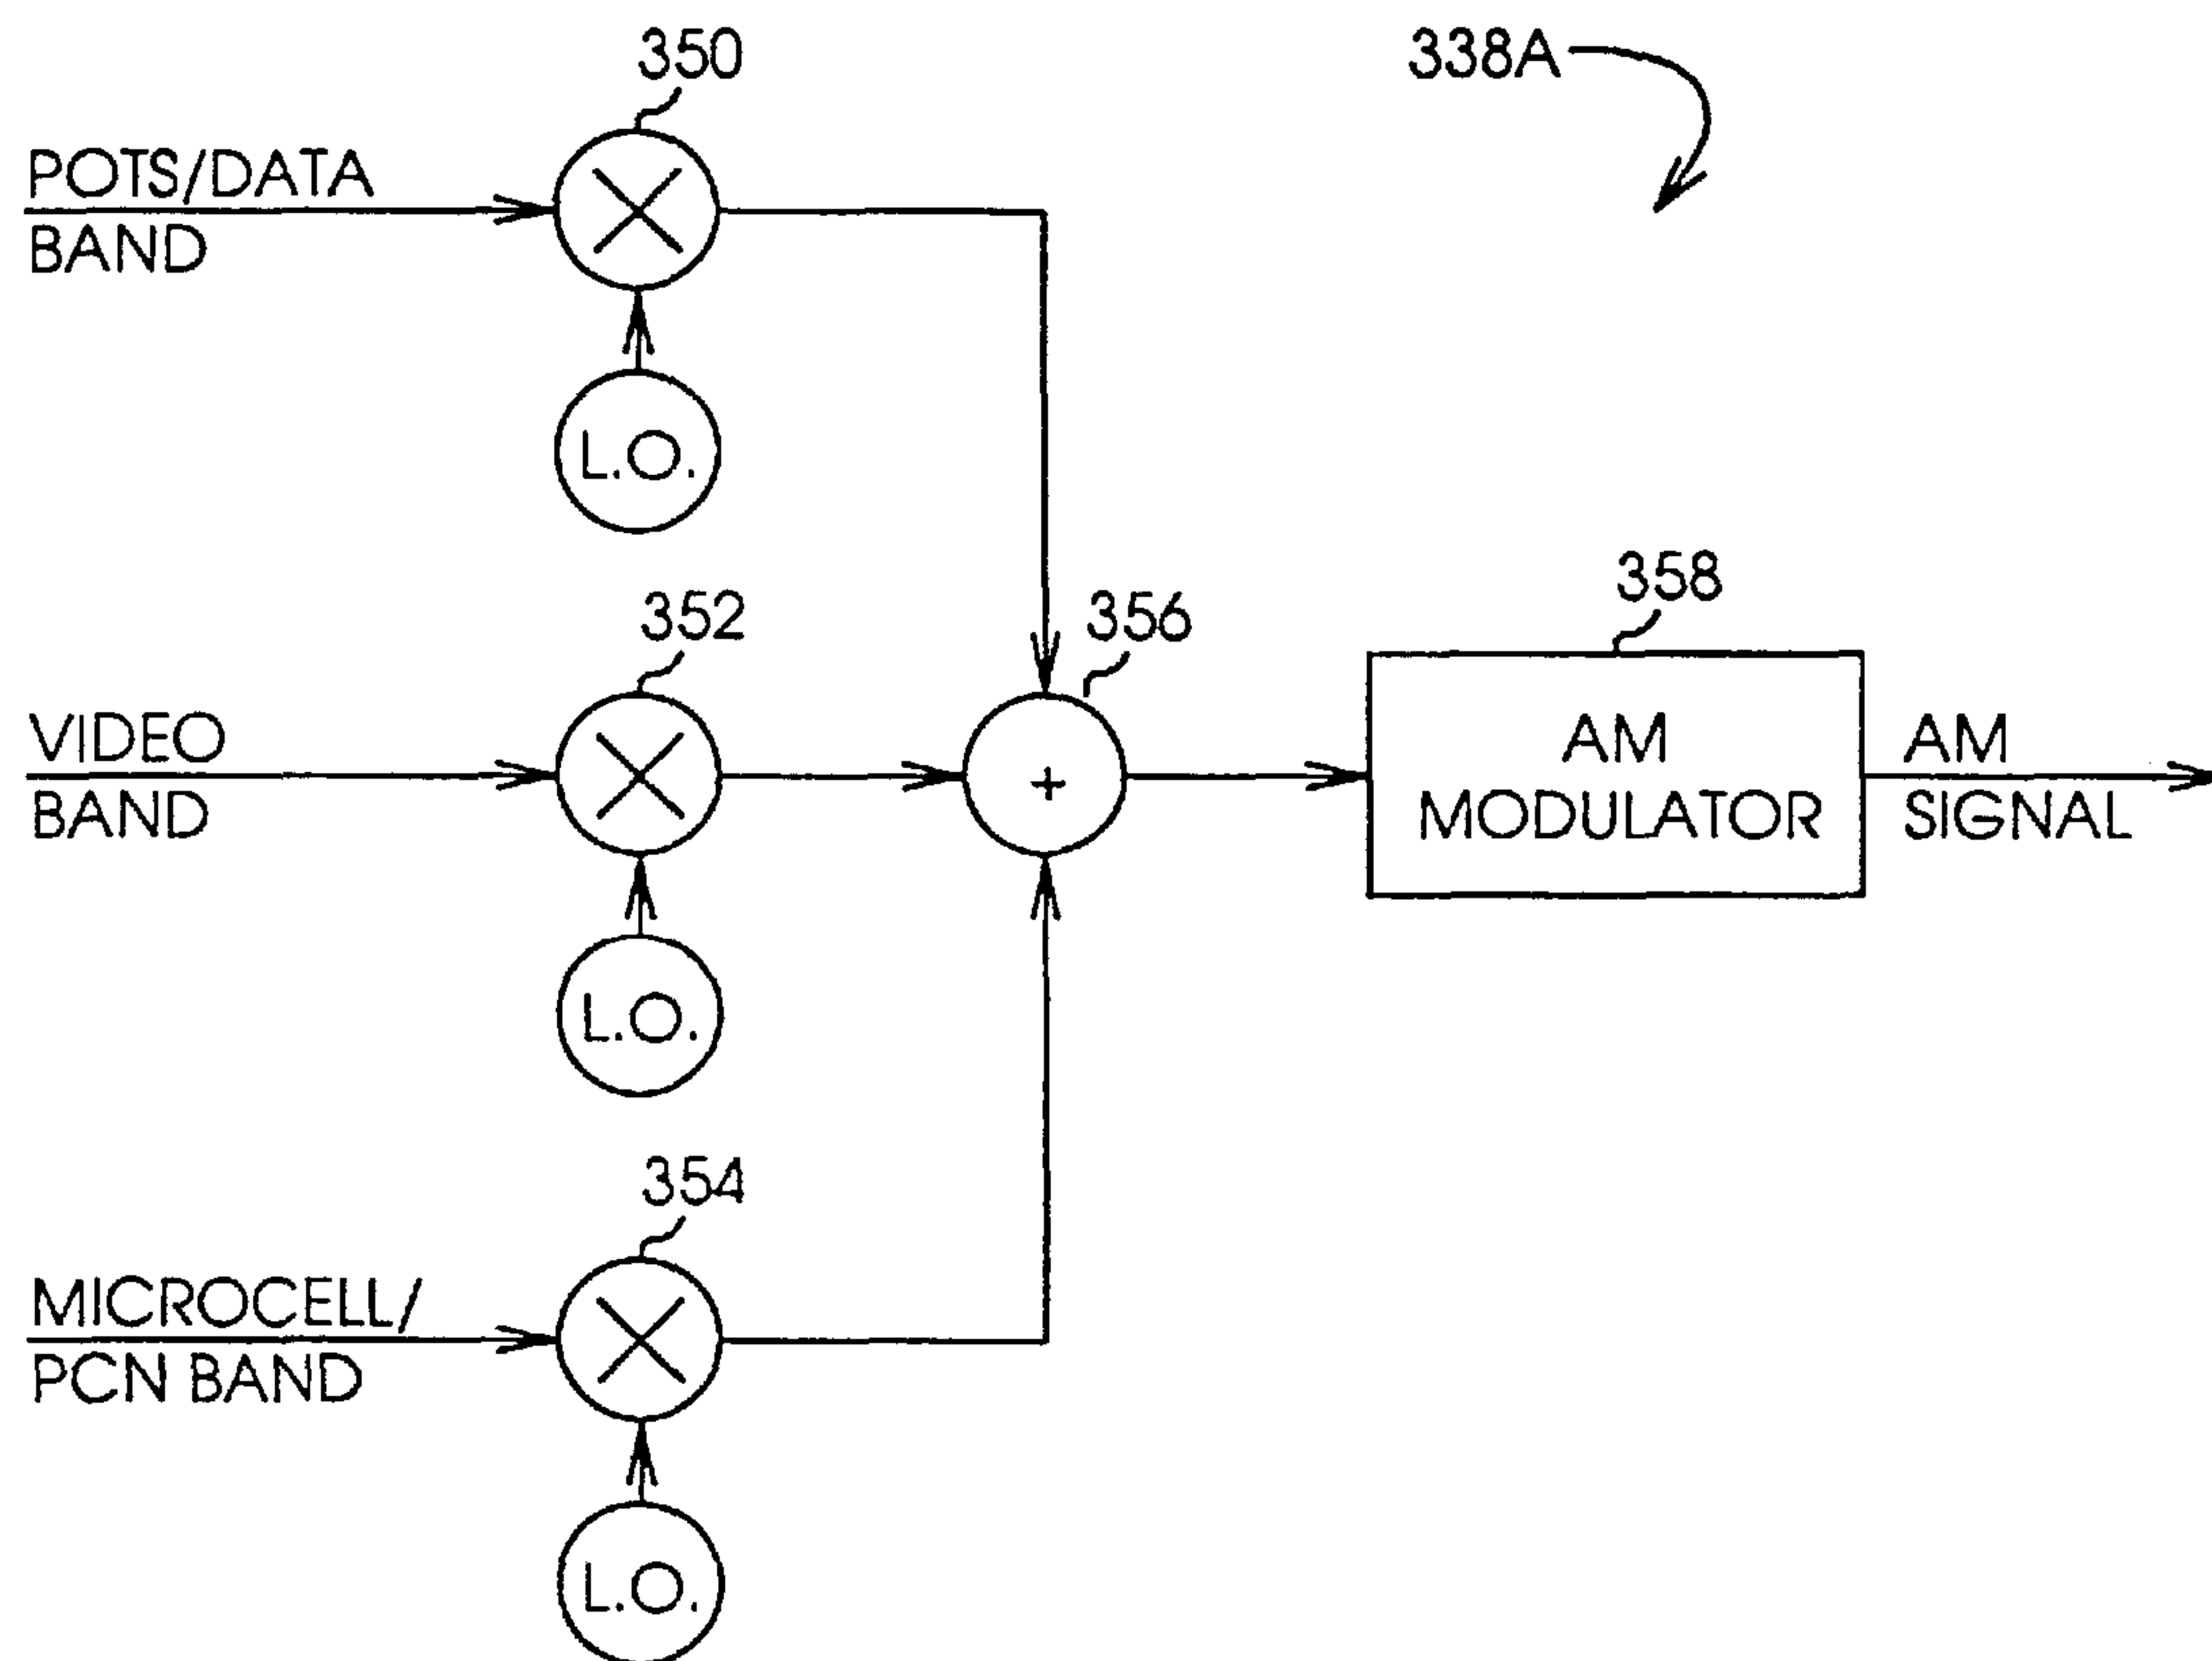 350
338A
POTS/DATA
BAND
L.O.
352
356
358
VIDEO
BAND
AM
MODULATOR
AM
SIGNAL
L.O.
354
MICROCELL/
PCN BAND
L.O.